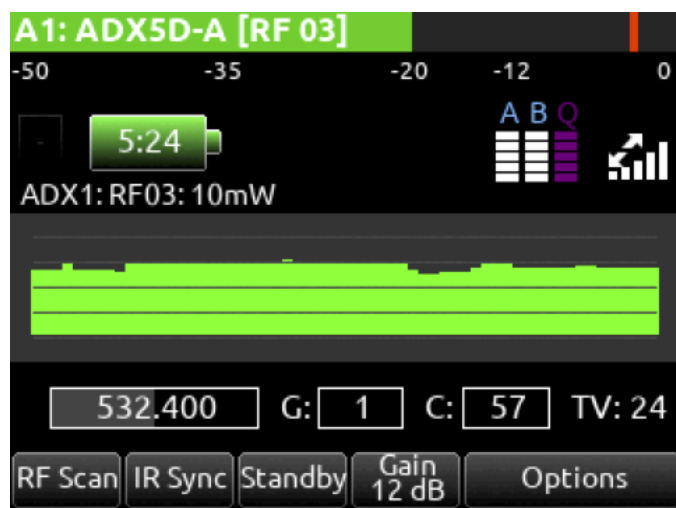 A1: ADX5D-A [RF 03]
-50 -35 -20 -12 0
A B Q
- 5:24
ADX1: RF03: 10mW
532.400 G: 1 C: 57 TV: 24
RF Scan IR Sync Standby Gain 12 dB Options